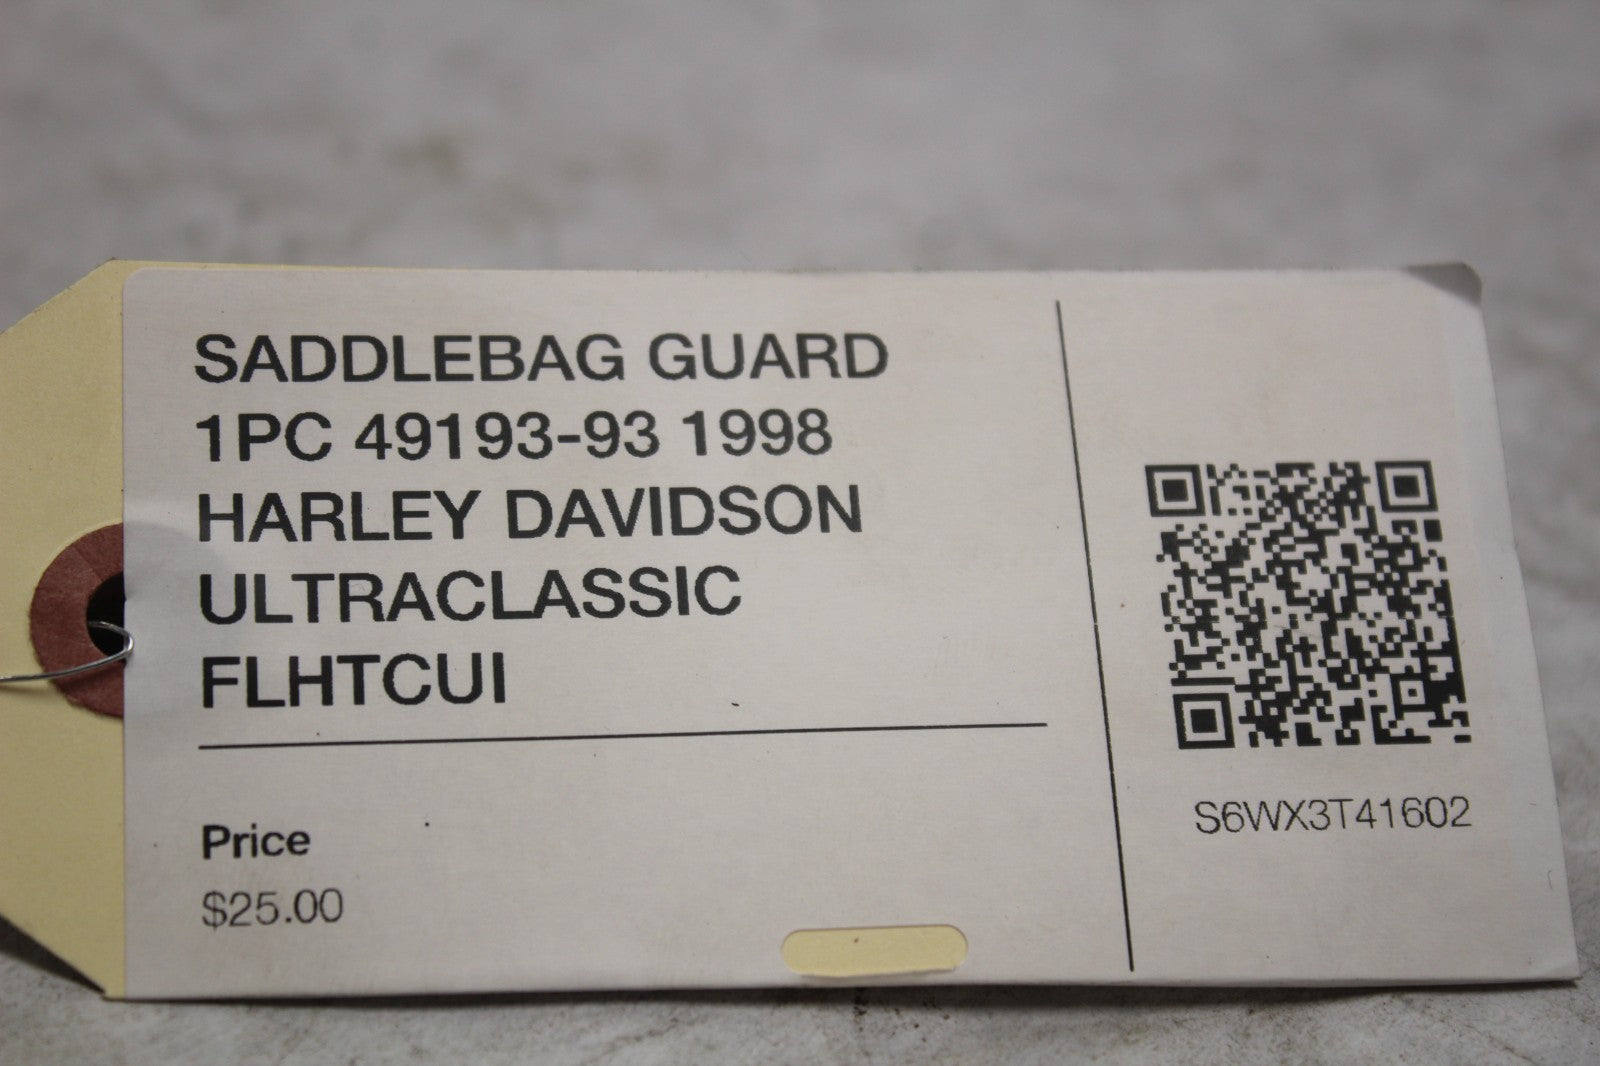 SADDLEBAG GUARD
1PC 49193-93 1998
HARLEY DAVIDSON
ULTRACLASSIC
FLHTCUI
Price
$25.00
S6WX3T41602